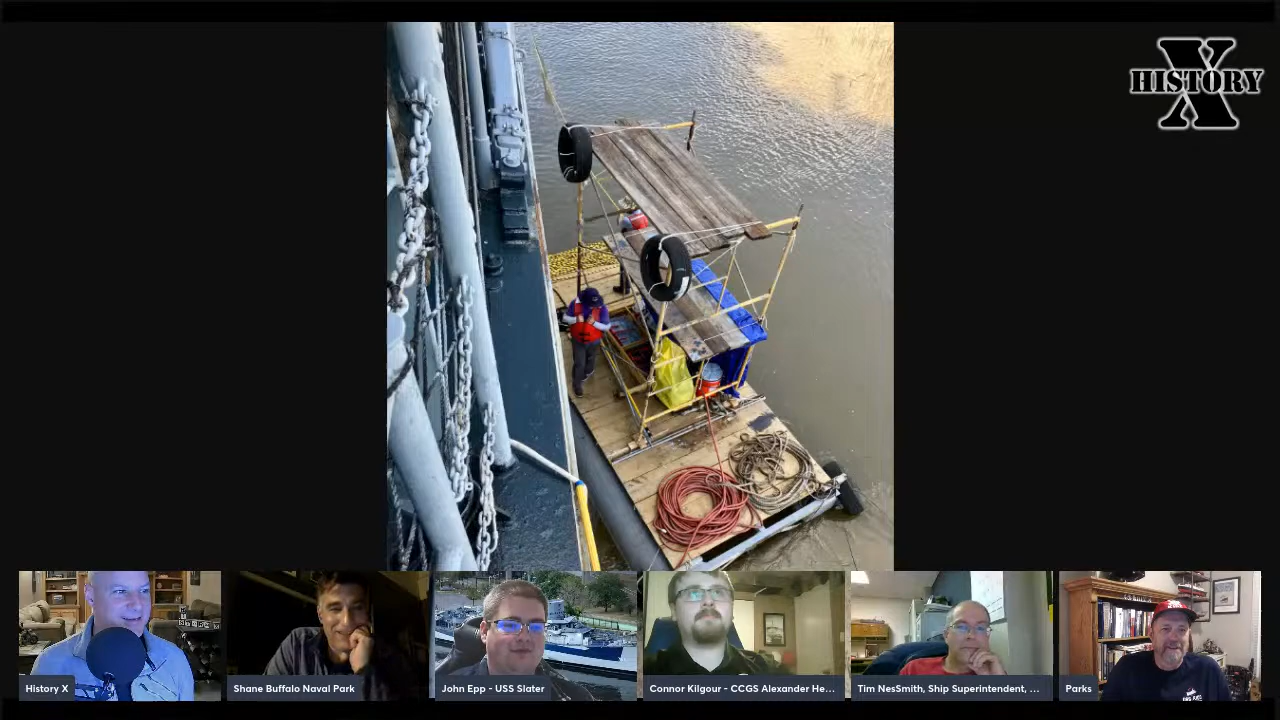 HISTORY
X
History X
Shane Buffalo Naval Park
John Epp - USS Slater
Connor Kilgour - CCGS Alexander He...
Tim NesSmith, Ship Superintendent, ...
Parks